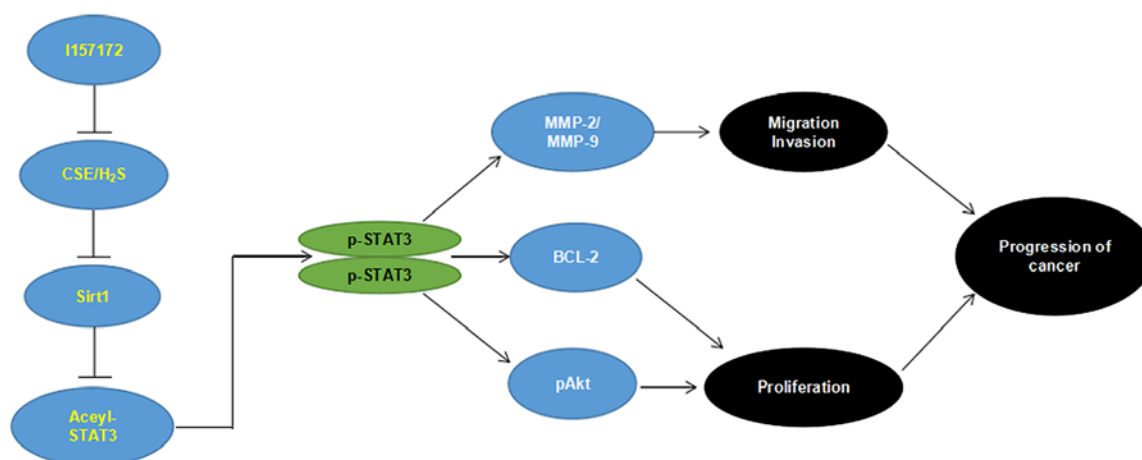 I157172
CSE/H₂S
Sirt1
Aceyl-
STAT3
p-STAT3
p-STAT3
MMP-2/
MMP-9
BCL-2
pAkt
Migration
Invasion
Proliferation
Progression of
cancer